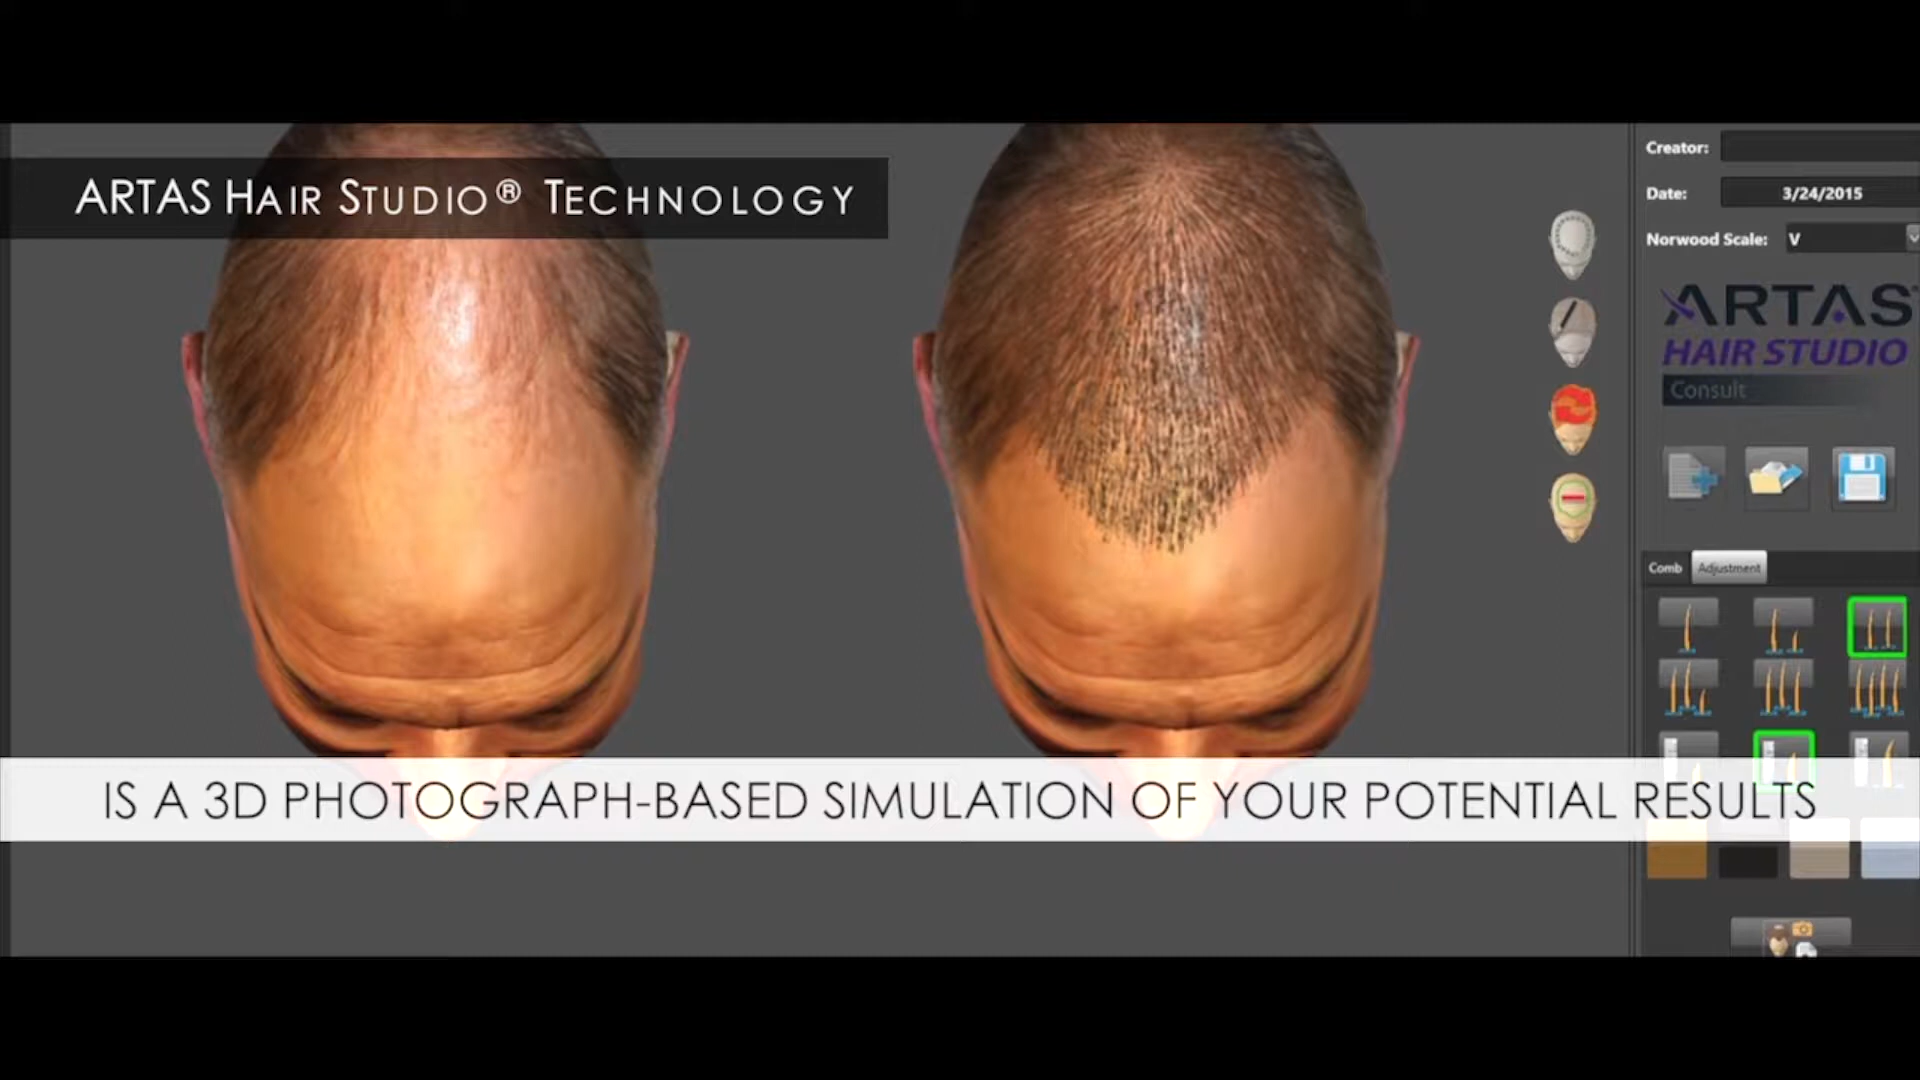 ARTAS HAIR STUDIO® TECHNOLOGY
Creator:
Date: 3/24/2015
Norwood Scale: V
ARTAS
HAIR STUDIO
Consult
Comb Adjustment
IS A 3D PHOTOGRAPH-BASED SIMULATION OF YOUR POTENTIAL RESULTS